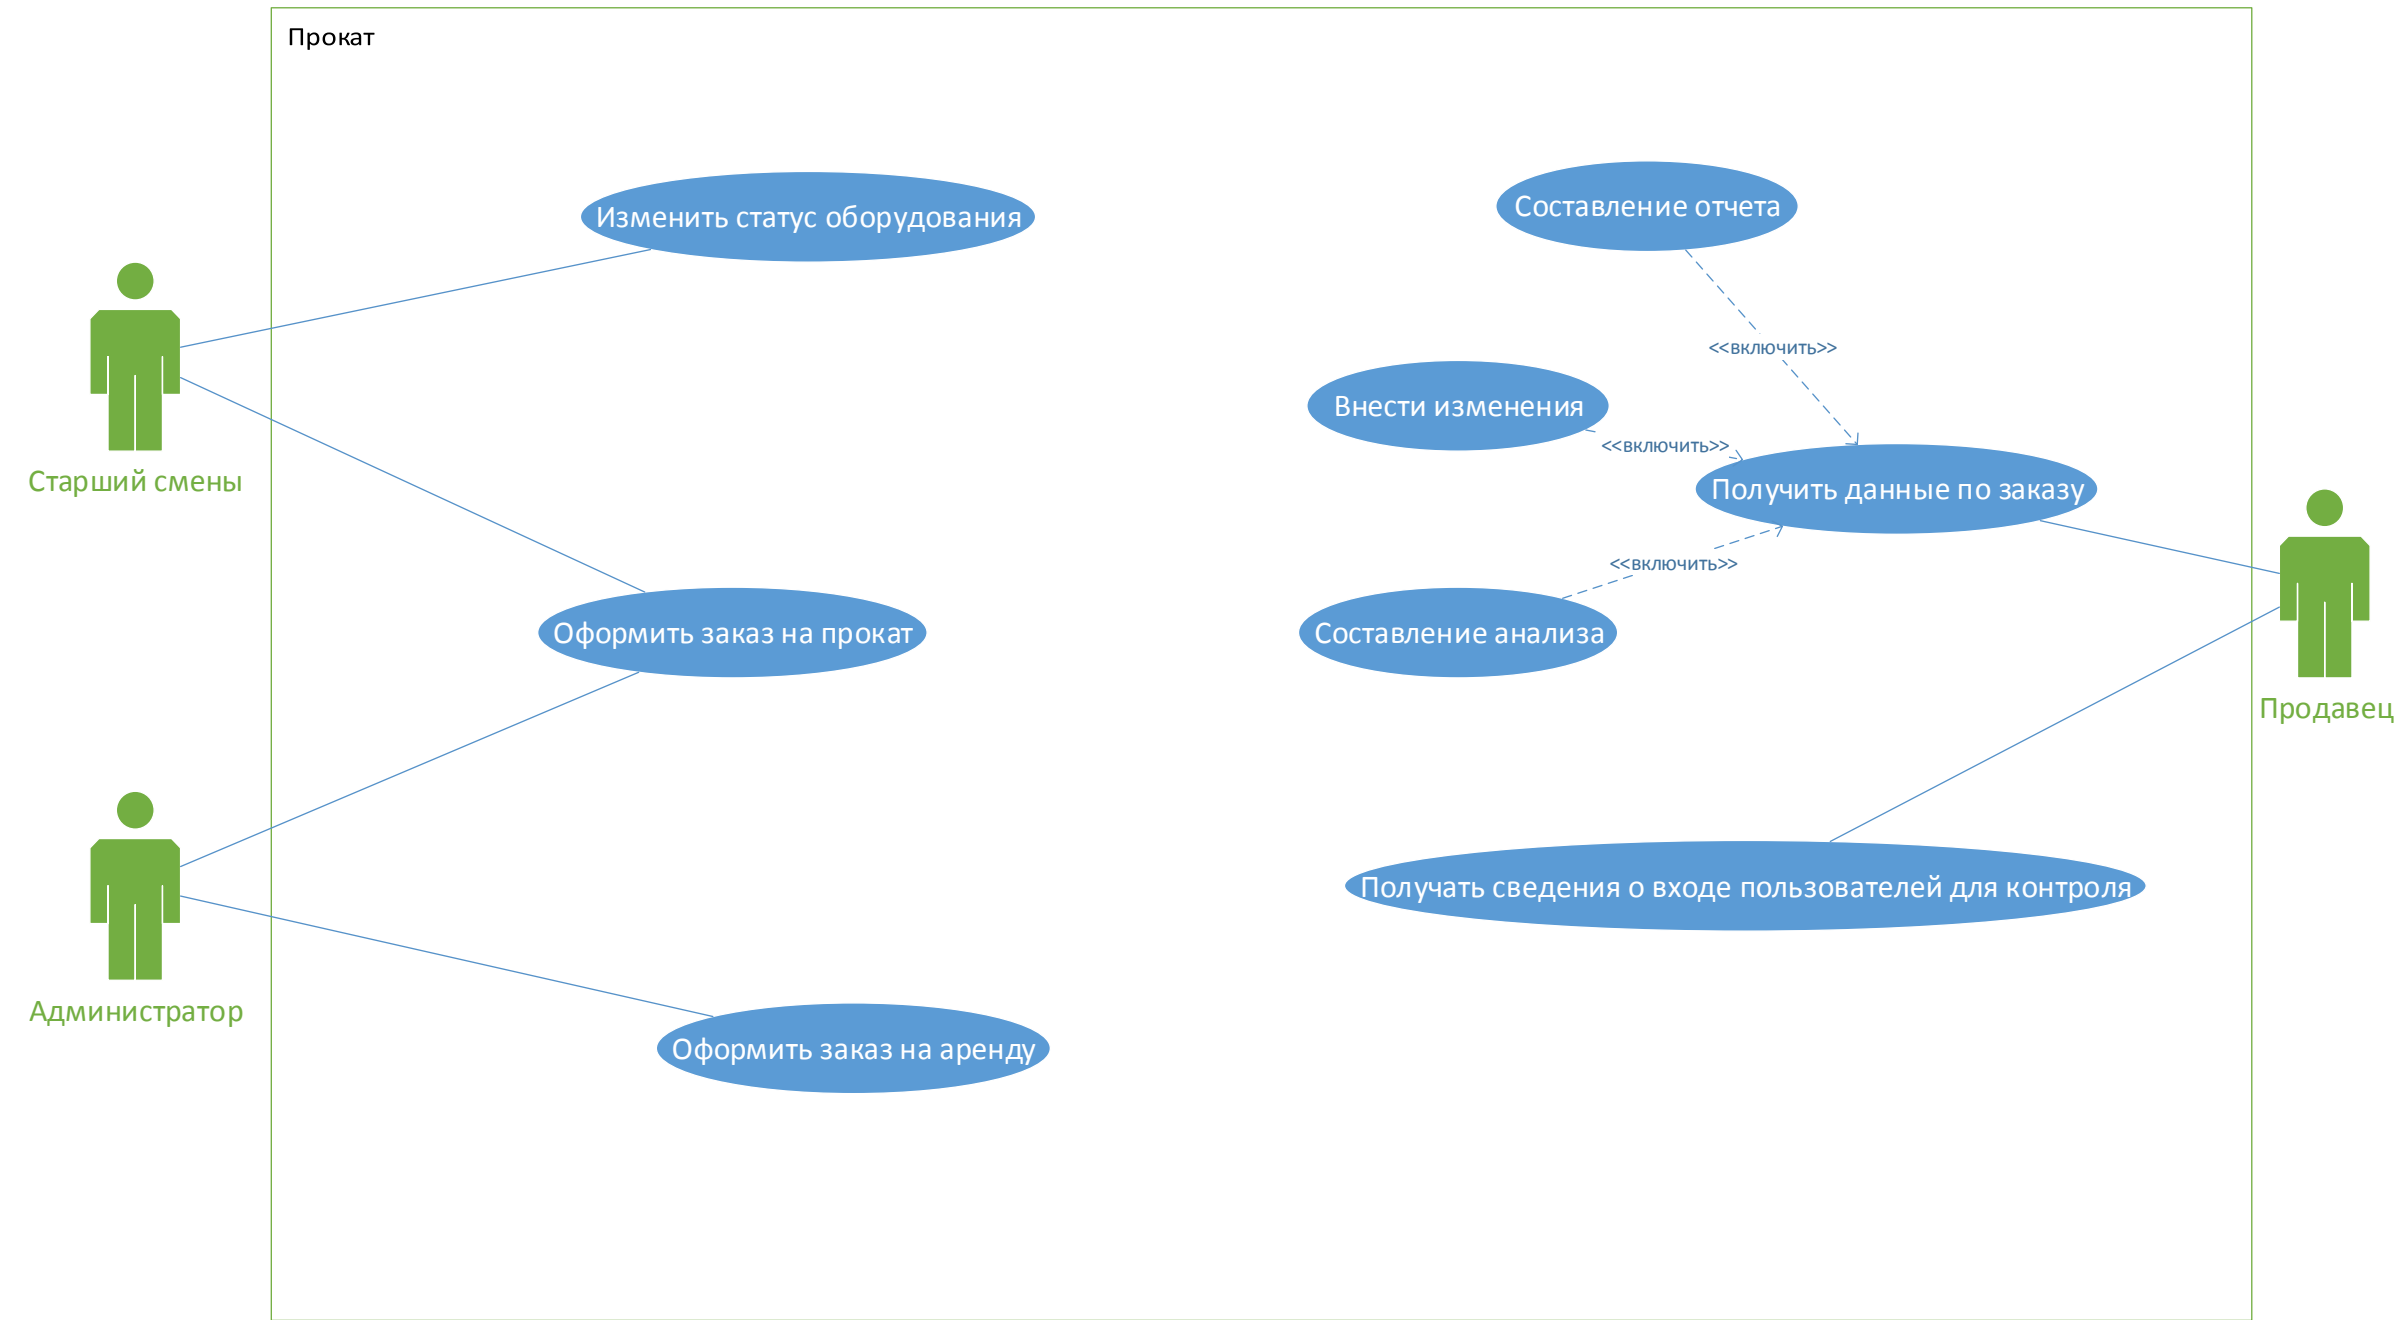 Прокат
Изменить статус оборудования
Составление отчета
<<включить>>
Внести изменения
<<включить>>
Старший смены
Получить данные по заказу
<<включить>>
Оформить заказ на прокат
Составление анализа
Продавец
Получать сведения о входе пользователей для контроля
Администратор
Оформить заказ на аренду